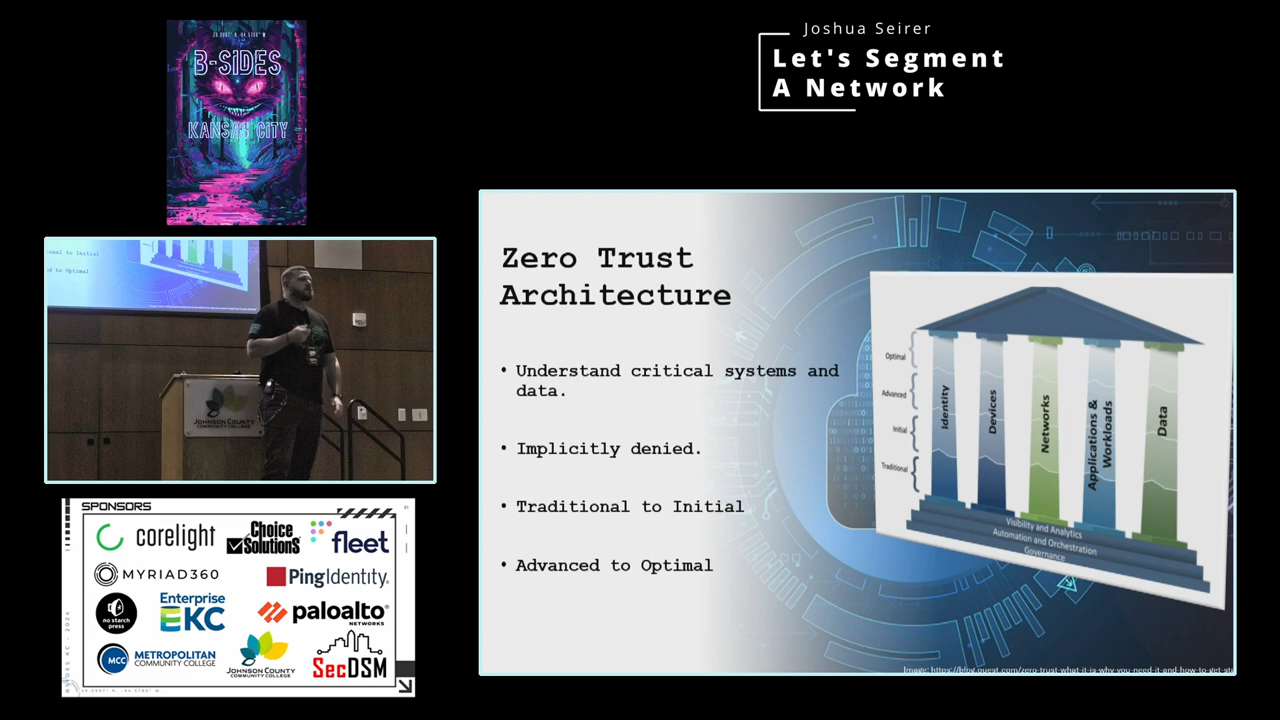 B-SIDES
KANSAS CITY
Joshua Seirer
Let's Segment
A Network
JOHNSON COUNTY
COMMUNITY COLLEGE
SPONSORS
corelight
Choice
Solutions
fleet
MYRIAD360
PingIdentity
no starch
press
Enterprise
EKC
paloalto
NETWORKS
MCC
METROPOLITAN
COMMUNITY COLLEGE
JOHNSON COUNTY
COMMUNITY COLLEGE
SecDSM
Zero Trust
Architecture
• Understand critical systems and
data.
• Implicitly denied.
• Traditional to Initial
• Advanced to Optimal
Optimal
Advanced
Initial
Traditional
Identity
Devices
Networks
Applications &
Workloads
Data
Visibility and Analytics
Automation and Orchestration
Governance